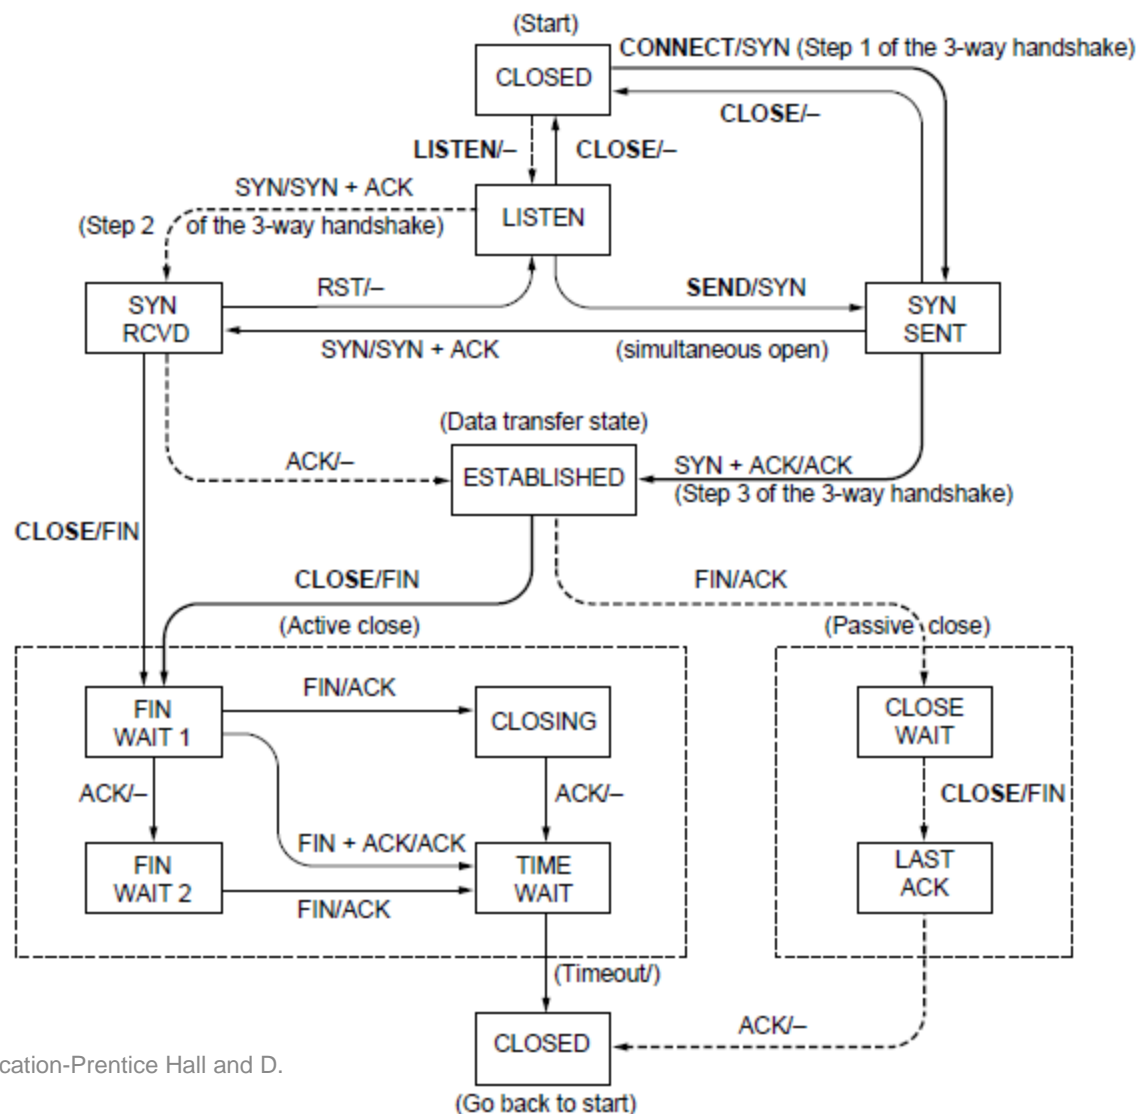 (Start)
CONNECT/SYN (Step 1 of the 3-way handshake)
CLOSED
CLOSE/–
LISTEN/–
CLOSE/–
SYN/SYN + ACK
(Step 2 of the 3-way handshake)
LISTEN
RST/–
SEND/SYN
SYN
RCVD
SYN
SENT
SYN/SYN + ACK
(simultaneous open)
(Data transfer state)
ACK/–
ESTABLISHED
SYN + ACK/ACK
(Step 3 of the 3-way handshake)
CLOSE/FIN
CLOSE/FIN
FIN/ACK
(Active close)
(Passive close)
FIN/ACK
FIN
WAIT 1
CLOSING
CLOSE
WAIT
ACK/–
ACK/–
CLOSE/FIN
FIN + ACK/ACK
FIN
WAIT 2
TIME
WAIT
LAST
ACK
FIN/ACK
(Timeout/)
CLOSED
ACK/–
cation-Prentice Hall and D.
(Go back to start)